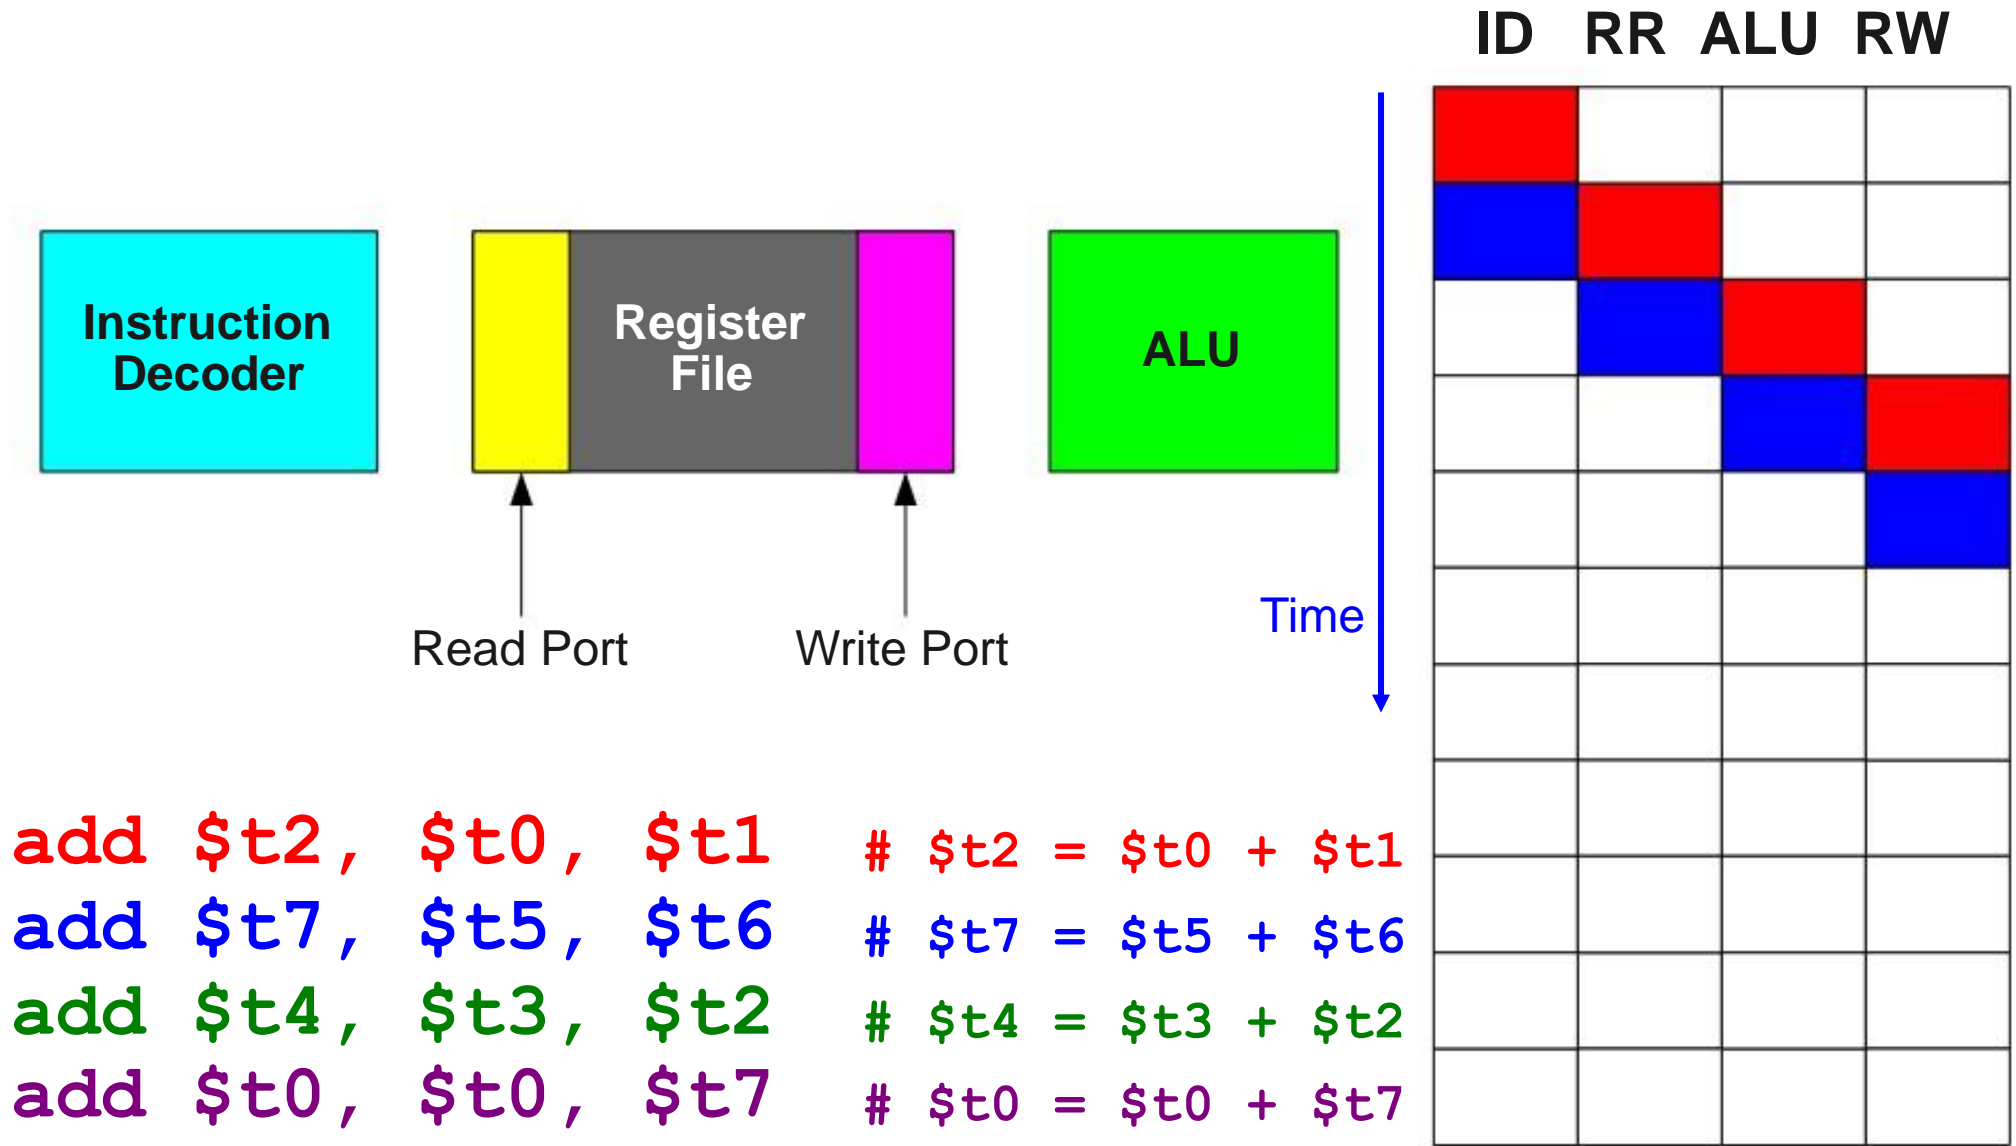 ID RR ALU RW
Instruction
Decoder
Register
File
ALU
Time
Read Port
Write Port
add $t2, $t0, $t1 # $t2 = $t0 + $t1
add $t7, $t5, $t6 # $t7 = $t5 + $t6
add $t4, $t3, $t2 # $t4 = $t3 + $t2
add $t0, $t0, $t7 # $t0 = $t0 + $t7